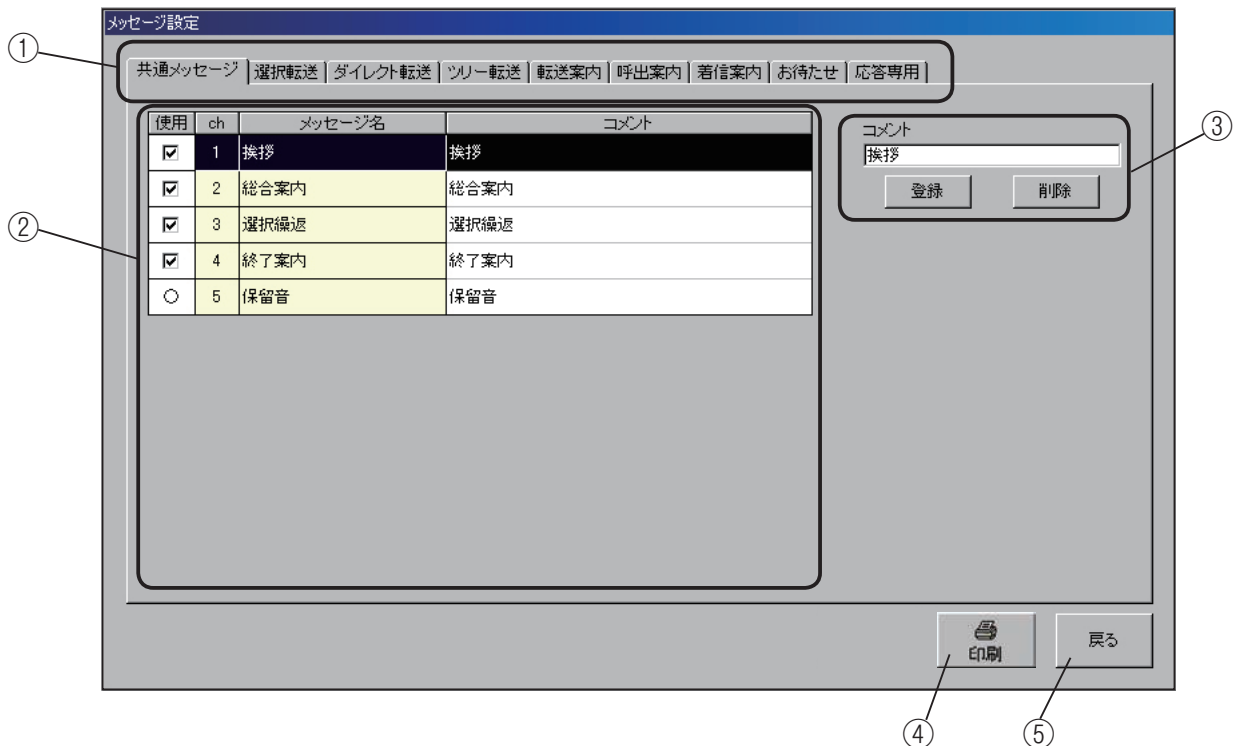 メッセージ設定
①
共通メッセージ 選択転送 ダイレクト転送 ツリー転送 転送案内 呼出案内 着信案内 お待たせ 応答専用
②
使用 ch メッセージ名 コメント
1 挨拶 挨拶
2 総合案内 総合案内
3 選択繰返 選択繰返
4 終了案内 終了案内
5 保留音 保留音
③
コメント
挨拶
登録 削除
印刷 戻る
④ ⑤